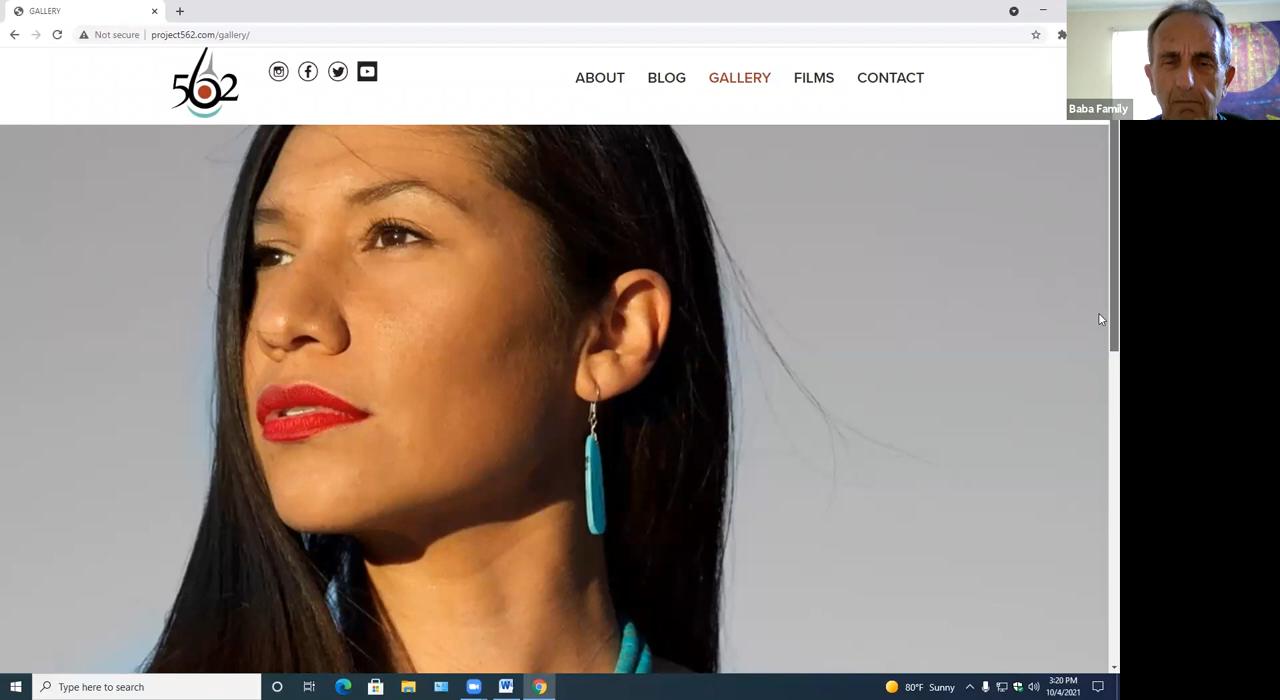 GALLERY
Not secure | project562.com/gallery/
562
ABOUT BLOG GALLERY FILMS CONTACT
Baba Family
Type here to search
80°F Sunny
3:20 PM
10/4/2021